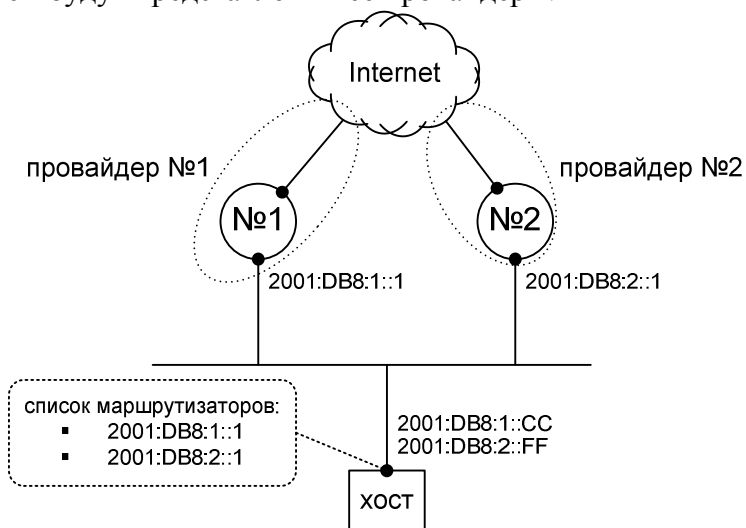 Internet
провайдер №1
провайдер №2
№1
№2
2001:DB8:1::1
2001:DB8:2::1
список маршрутизаторов:
▪ 2001:DB8:1::1
▪ 2001:DB8:2::1
2001:DB8:1::CC
2001:DB8:2::FF
хост